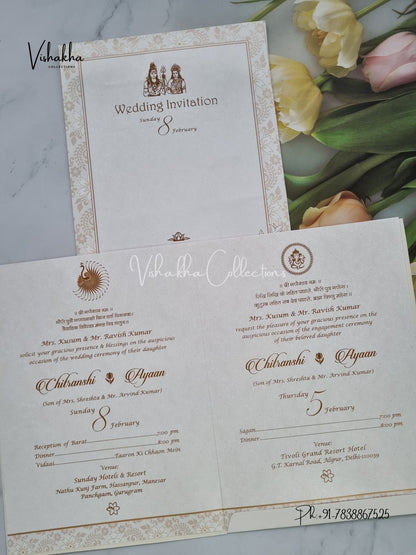 Vishakha
COLLECTIONS
Wedding Invitation
Sunday
8
February
Vishakha Collections
Mrs. Kusum & Mr. Ravish Kumar
solicit your gracious presence & blessings on the auspicious
occasion of the wedding ceremony of their daughter
Chitranshi Ayaan
(Son of Mrs. Shreshta & Mr. Arvind Kumar)
Sunday
8
February
Reception of Barat 7:00 pm
Dinner 8:00 pm
Vidaai Taaron Ki Chhaon Mein
Venue:
Sunday Hotels & Resort
Nathu Kunj Farm, Hassanpur, Manesar
Panchgaon, Gurugram
Mrs. Kusum & Mr. Ravish Kumar
request the pleasure of your gracious presence on the
auspicious occasion of the engagement ceremony
of their beloved daughter
Chitranshi Ayaan
(Son of Mrs. Shreshta & Mr. Arvind Kumar)
Thursday
5
February
Sagan 7:00 pm
Dinner 8:00 pm
Venue:
Tivoli Grand Resort Hotel
G.T. Karnal Road, Alipur, Delhi-110039
Ph.+91-7838867525